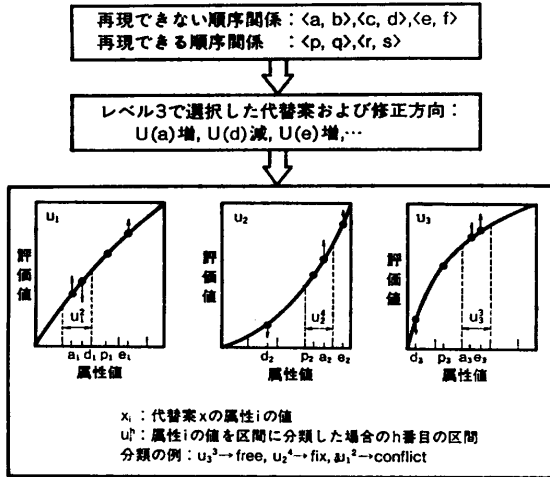 再現できない順序関係：⟨a, b⟩,⟨c, d⟩,⟨e, f⟩
再現できる順序関係　：⟨p, q⟩,⟨r, s⟩
レベル3で選択した代替案および修正方向：
U(a)増, U(d)減, U(e)増,…
u₁
評価値
u₁²
a₁ d₁ p₁ e₁
属性値
u₂
評価値
u₂⁴
d₂ p₂ a₂ e₂
属性値
u₃
評価値
u₃³
d₃ p₃ a₃ e₃
属性値
xᵢ：代替案xの属性iの値
uᵢʰ：属性iの値を区間に分類した場合のh番目の区間
分類の例：u₃³→free, u₂⁴→fix, u₁²→conflict